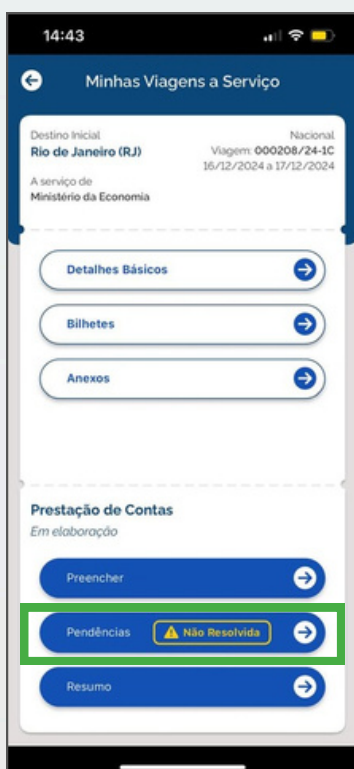 14:43
Minhas Viagens a Serviço
Destino Inicial
Nacional
Rio de Janeiro (RJ)
Viagem: 000208/24-1C
16/12/2024 a 17/12/2024
A serviço de
Ministério da Economia
Detalhes Básicos
Bilhetes
Anexos
Prestação de Contas
Em elaboração
Preencher
Pendências
Não Resolvida
Resumo